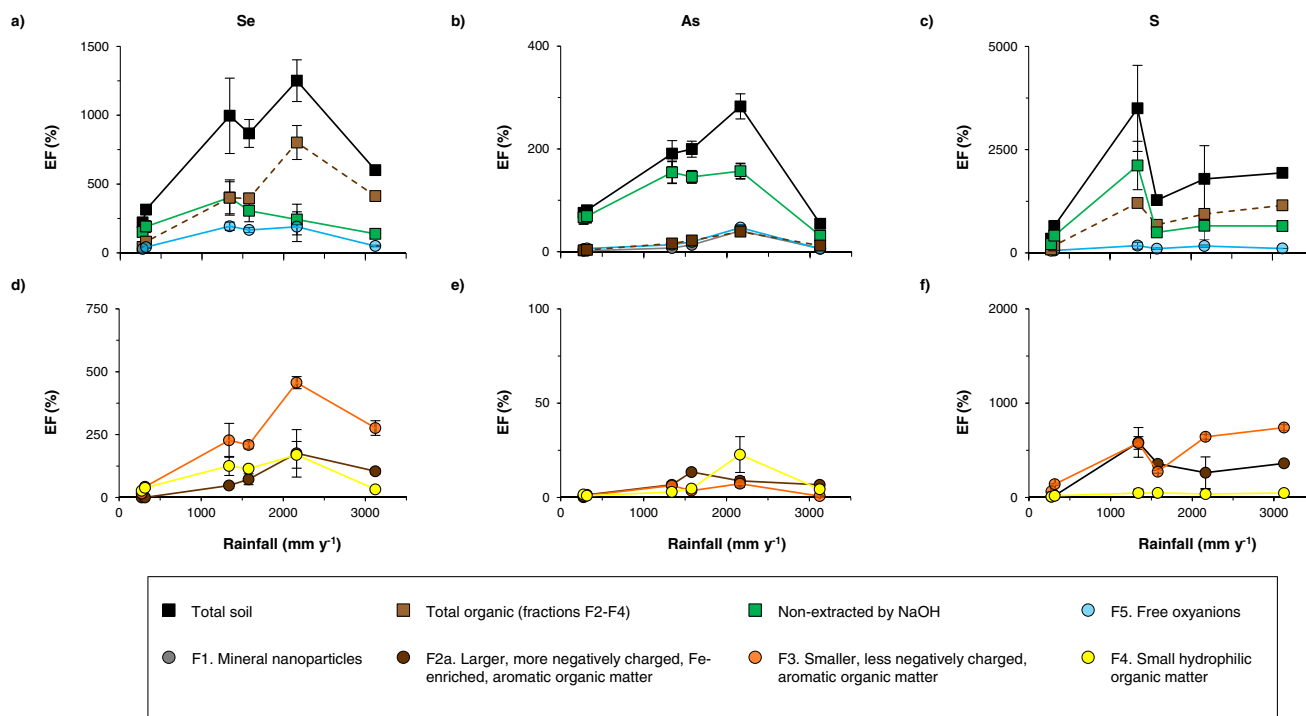 a) Se
b) As
c) S
EF (%)
1500
1000
500
0
EF (%)
400
200
0
EF (%)
5000
2500
0
d)
e)
f)
EF (%)
750
500
250
0
0 1000 2000 3000
Rainfall (mm y-1)
EF (%)
100
50
0
0 1000 2000 3000
Rainfall (mm y-1)
EF (%)
2000
1000
0
0 1000 2000 3000
Rainfall (mm y-1)
Total soil
Total organic (fractions F2-F4)
Non-extracted by NaOH
F5. Free oxyanions
F1. Mineral nanoparticles
F2a. Larger, more negatively charged, Fe-
enriched, aromatic organic matter
F3. Smaller, less negatively charged,
aromatic organic matter
F4. Small hydrophilic
organic matter